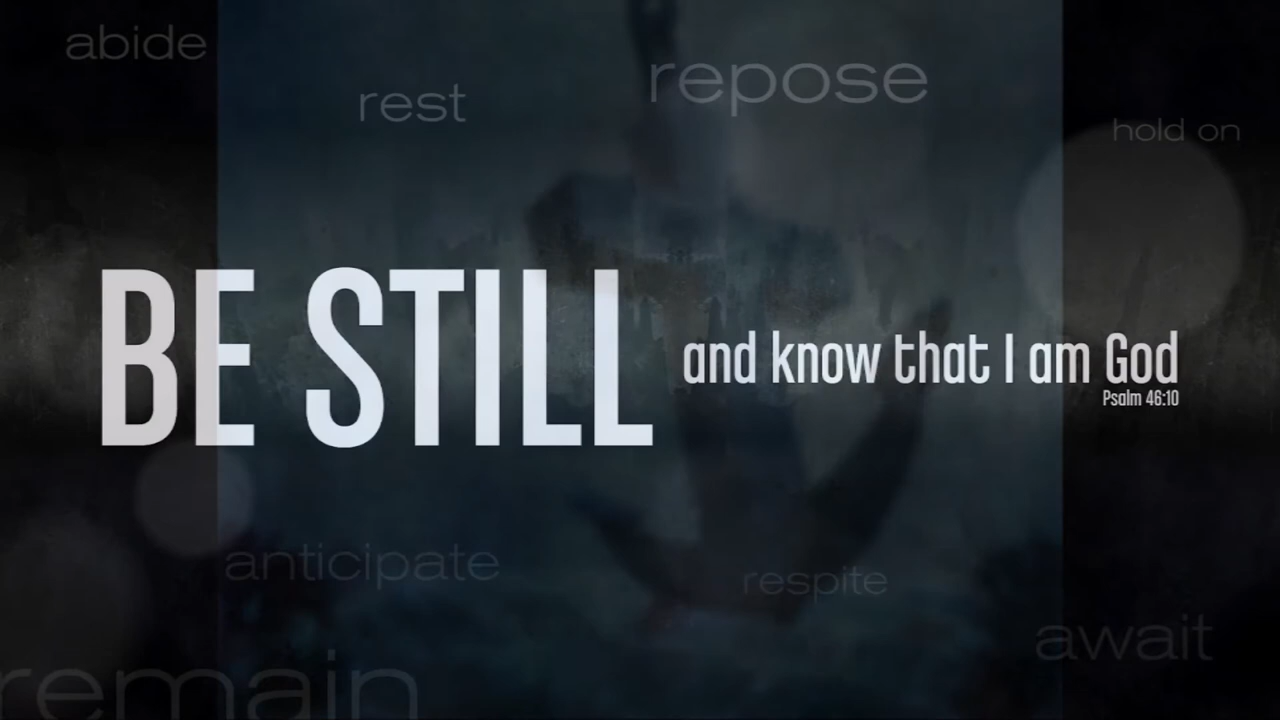 abide
rest
repose
hold on
BE STILL and know that I am God
Psalm 46:10
anticipate
respite
await
remain